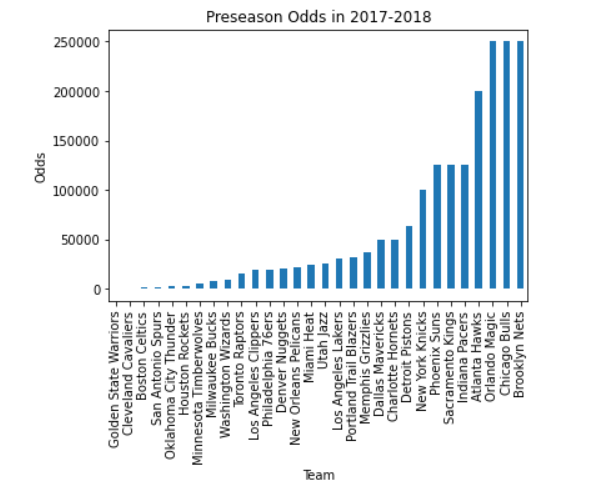 Preseason Odds in 2017-2018
Odds
250000
200000
150000
100000
50000
0
Golden State Warriors
Cleveland Cavaliers
Boston Celtics
San Antonio Spurs
Oklahoma City Thunder
Houston Rockets
Minnesota Timberwolves
Milwaukee Bucks
Washington Wizards
Toronto Raptors
Los Angeles Clippers
Philadelphia 76ers
Denver Nuggets
New Orleans Pelicans
Miami Heat
Utah Jazz
Los Angeles Lakers
Portland Trail Blazers
Memphis Grizzlies
Dallas Mavericks
Charlotte Hornets
Detroit Pistons
New York Knicks
Phoenix Suns
Sacramento Kings
Indiana Pacers
Atlanta Hawks
Orlando Magic
Chicago Bulls
Brooklyn Nets
Team